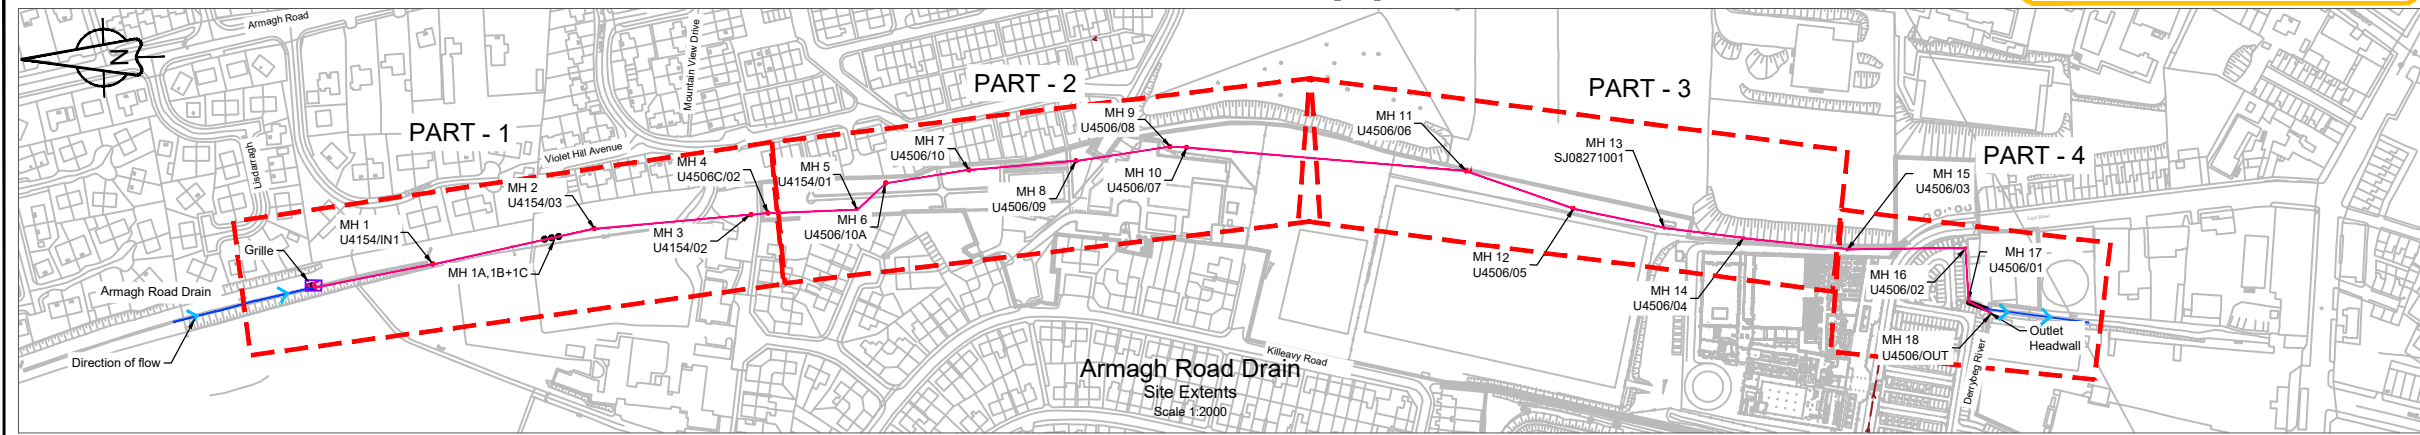 Armagh Road
N
Mountain View Drive
Lisdarragh
Violet Hill Avenue
PART - 1
PART - 2
PART - 3
PART - 4
Grille
Armagh Road Drain
Direction of flow
MH 1
U4154/IN1
MH 1A,1B+1C
MH 2
U4154/03
MH 3
U4154/02
MH 4
U4506C/02
MH 5
U4154/01
MH 6
U4506/10A
MH 7
U4506/10
MH 8
U4506/09
MH 9
U4506/08
MH 10
U4506/07
MH 11
U4506/06
MH 12
U4506/05
MH 13
SJ08271001
MH 14
U4506/04
MH 15
U4506/03
MH 16
U4506/02
MH 17
U4506/01
MH 18
U4506/OUT
Outlet
Headwall
Derrybeg River
Killeavy Road
Armagh Road Drain
Site Extents
Scale 1:2000